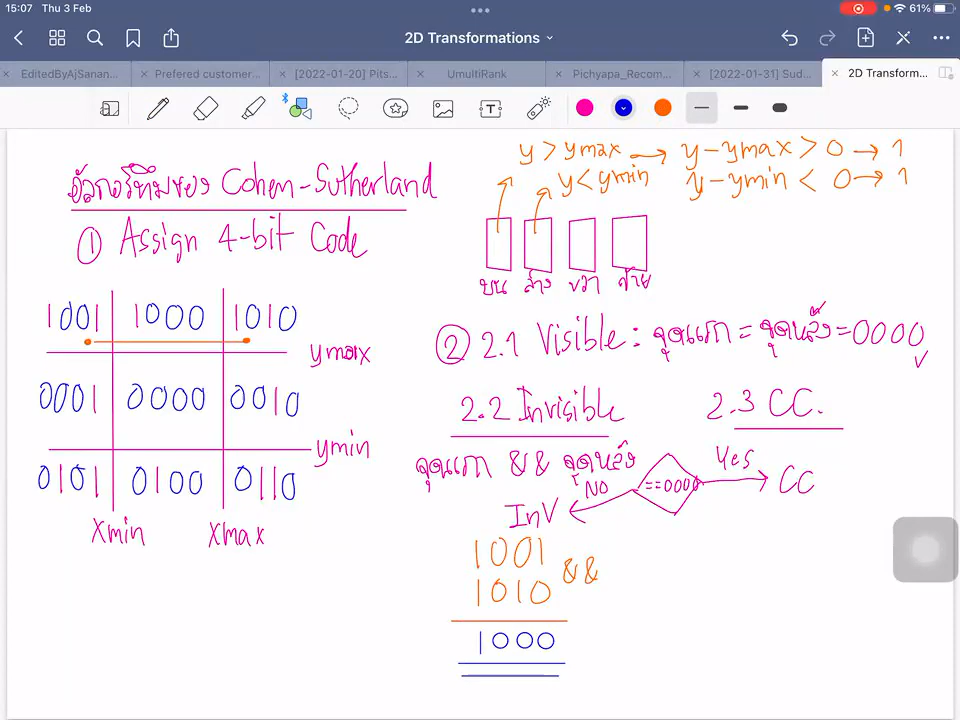 15:07 Thu 3 Feb
61%
2D Transformations
EditedByAjSanan...
Prefered customer...
[2022-01-20] Pits...
UmultiRank
Pichyapa_Recom...
[2022-01-31] Sud...
2D Transform...
อัลกอริทึมของ Cohen-Sutherland
① Assign 4-bit Code
1001 1000 1010
ymax
0001 0000 0010
ymin
0101 0100 0110
Xmin Xmax
y > ymax → y-ymax > 0 → 1
y < ymin y-ymin < 0 → 1
บน ล่าง ขวา ซ้าย
② 2.1 Visible : จุดแรก = จุดหลัง = 0000 ✓
2.2 Invisible
2.3 CC.
จุดแรก && จุดหลัง
==0000
Yes
CC
NO
InV
1001
&&
1010
1000